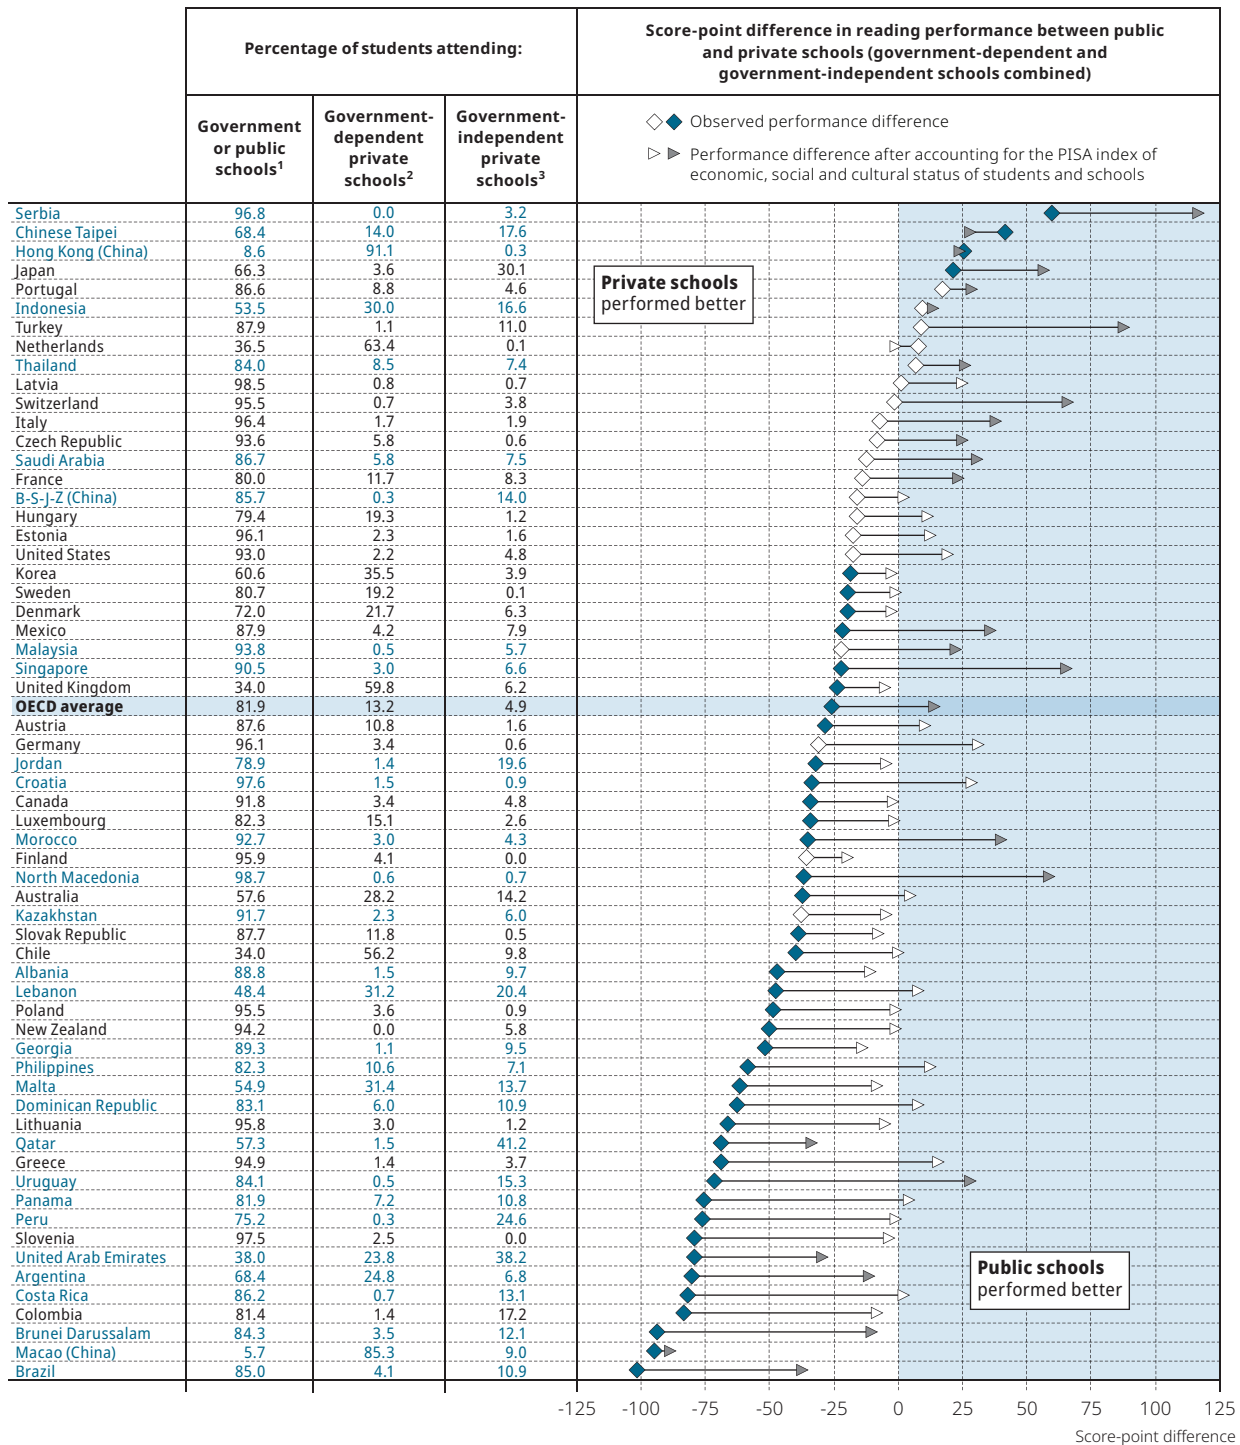 Percentage of students attending:
Score-point difference in reading performance between public
and private schools (government-dependent and
government-independent schools combined)
Government
or public
schools1
Government-
dependent
private
schools2
Government-
independent
private
schools3
Observed performance difference
Performance difference after accounting for the PISA index of
economic, social and cultural status of students and schools
Serbia 96.8 0.0 3.2
Chinese Taipei 68.4 14.0 17.6
Hong Kong (China) 8.6 91.1 0.3
Japan 66.3 3.6 30.1
Portugal 86.6 8.8 4.6
Indonesia 53.5 30.0 16.6
Turkey 87.9 1.1 11.0
Netherlands 36.5 63.4 0.1
Thailand 84.0 8.5 7.4
Latvia 98.5 0.8 0.7
Switzerland 95.5 0.7 3.8
Italy 96.4 1.7 1.9
Czech Republic 93.6 5.8 0.6
Saudi Arabia 86.7 5.8 7.5
France 80.0 11.7 8.3
B-S-J-Z (China) 85.7 0.3 14.0
Hungary 79.4 19.3 1.2
Estonia 96.1 2.3 1.6
United States 93.0 2.2 4.8
Korea 60.6 35.5 3.9
Sweden 80.7 19.2 0.1
Denmark 72.0 21.7 6.3
Mexico 87.9 4.2 7.9
Malaysia 93.8 0.5 5.7
Singapore 90.5 3.0 6.6
United Kingdom 34.0 59.8 6.2
OECD average 81.9 13.2 4.9
Austria 87.6 10.8 1.6
Germany 96.1 3.4 0.6
Jordan 78.9 1.4 19.6
Croatia 97.6 1.5 0.9
Canada 91.8 3.4 4.8
Luxembourg 82.3 15.1 2.6
Morocco 92.7 3.0 4.3
Finland 95.9 4.1 0.0
North Macedonia 98.7 0.6 0.7
Australia 57.6 28.2 14.2
Kazakhstan 91.7 2.3 6.0
Slovak Republic 87.7 11.8 0.5
Chile 34.0 56.2 9.8
Albania 88.8 1.5 9.7
Lebanon 48.4 31.2 20.4
Poland 95.5 3.6 0.9
New Zealand 94.2 0.0 5.8
Georgia 89.3 1.1 9.5
Philippines 82.3 10.6 7.1
Malta 54.9 31.4 13.7
Dominican Republic 83.1 6.0 10.9
Lithuania 95.8 3.0 1.2
Qatar 57.3 1.5 41.2
Greece 94.9 1.4 3.7
Uruguay 84.1 0.5 15.3
Panama 81.9 7.2 10.8
Peru 75.2 0.3 24.6
Slovenia 97.5 2.5 0.0
United Arab Emirates 38.0 23.8 38.2
Argentina 68.4 24.8 6.8
Costa Rica 86.2 0.7 13.1
Colombia 81.4 1.4 17.2
Brunei Darussalam 84.3 3.5 12.1
Macao (China) 5.7 85.3 9.0
Brazil 85.0 4.1 10.9
Private schools
performed better
Public schools
performed better
-125 -100 -75 -50 -25 0 25 50 75 100 125
Score-point difference